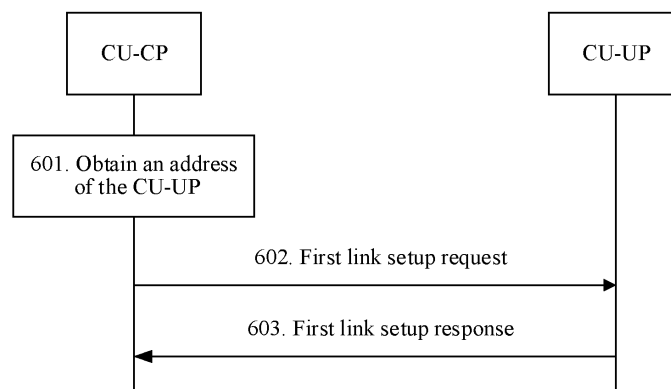 CU-CP
CU-UP
601. Obtain an address
of the CU-UP
602. First link setup request
603. First link setup response